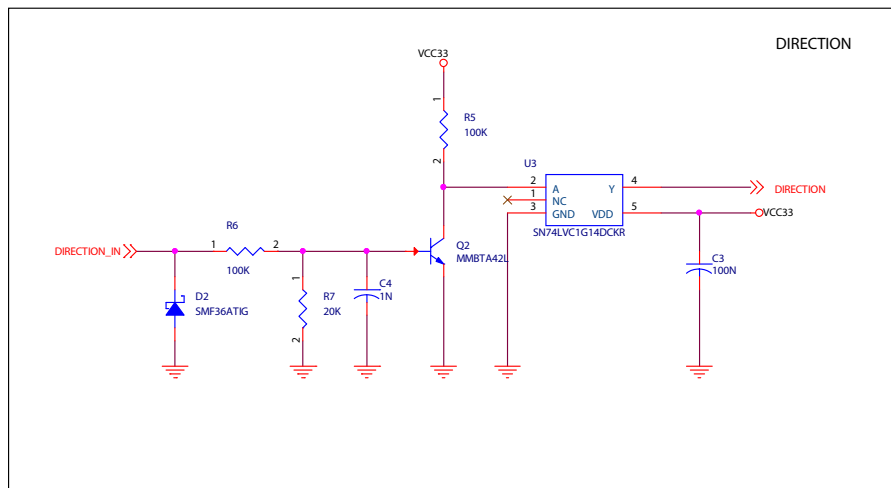 DIRECTION
VCC33
1
R5
100K
2
U3
2
A
Y
4
1
NC
3
GND
VDD
5
DIRECTION
VCC33
SN74LVC1G14DCKR
R6
DIRECTION_IN
1
2
100K
Q2
MMBTA42L
C3
100N
D2
SMF36ATIG
1
R7
20K
2
C4
1N